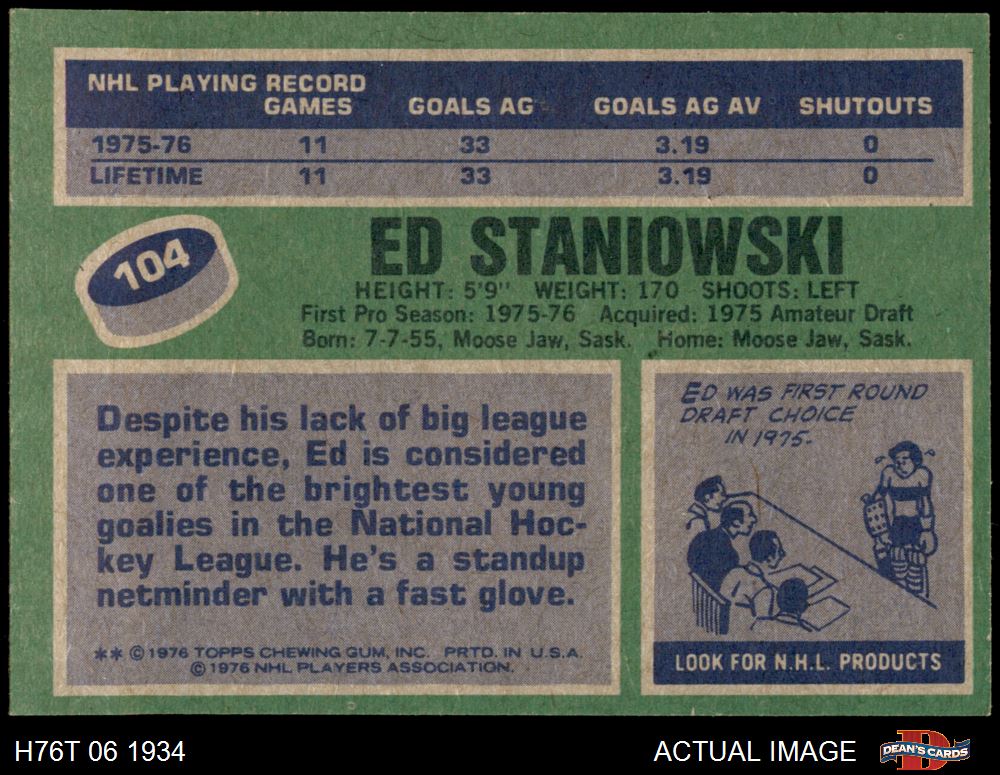 NHL PLAYING RECORD
GAMES GOALS AG GOALS AG AV SHUTOUTS
1975-76 11 33 3.19 0
LIFETIME 11 33 3.19 0
104
ED STANIOWSKI
HEIGHT: 5'9" WEIGHT: 170 SHOOTS: LEFT
First Pro Season: 1975-76 Acquired: 1975 Amateur Draft
Born: 7-7-55, Moose Jaw, Sask. Home: Moose Jaw, Sask.
Despite his lack of big league
experience, Ed is considered
one of the brightest young
goalies in the National Hoc-
key League. He's a standup
netminder with a fast glove.
** © 1976 TOPPS CHEWING GUM, INC. PRTD. IN U.S.A.
© 1976 NHL PLAYERS ASSOCIATION.
ED WAS FIRST ROUND
DRAFT CHOICE
IN 1975.
LOOK FOR N.H.L. PRODUCTS
H76T 06 1934
ACTUAL IMAGE
D
DEAN'S CARDS